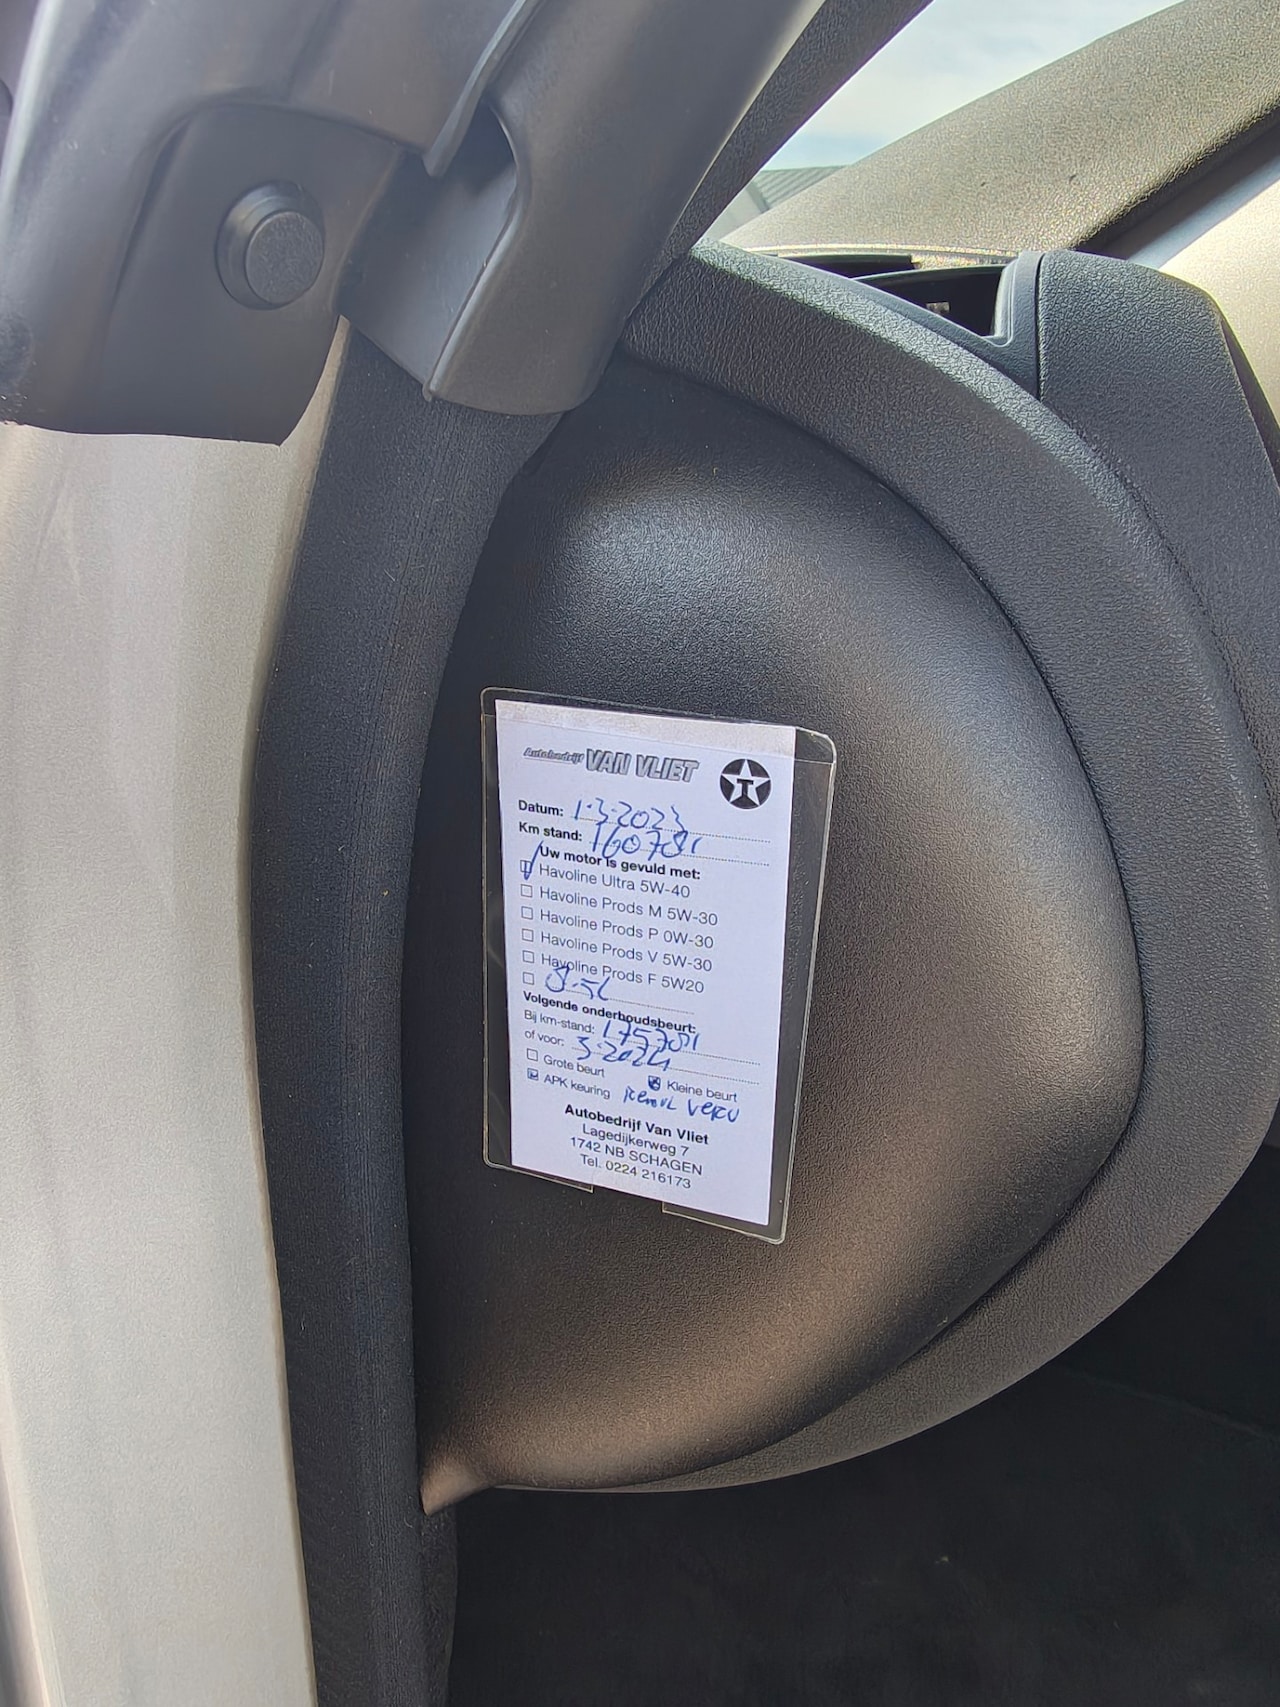 Autobedrijf VAN VLIET
T
Datum: 1-3-2023
Km stand: 160781
Uw motor is gevuld met:
Havoline Ultra 5W-40
Havoline Prods M 5W-30
Havoline Prods P 0W-30
Havoline Prods V 5W-30
Havoline Prods F 5W20
Volgende onderhoudsbeurt:
Bij km-stand: 175781
of voor: 3-2024
Grote beurt Kleine beurt
APK keuring
Autobedrijf Van Vliet
Lagedijkerweg 7
1742 NB SCHAGEN
Tel. 0224 216173